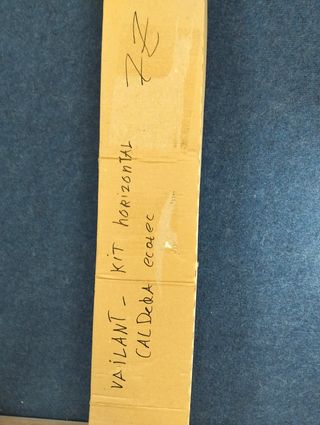 VAILANT - KIT horizonTAL
CALDeRA ecotec